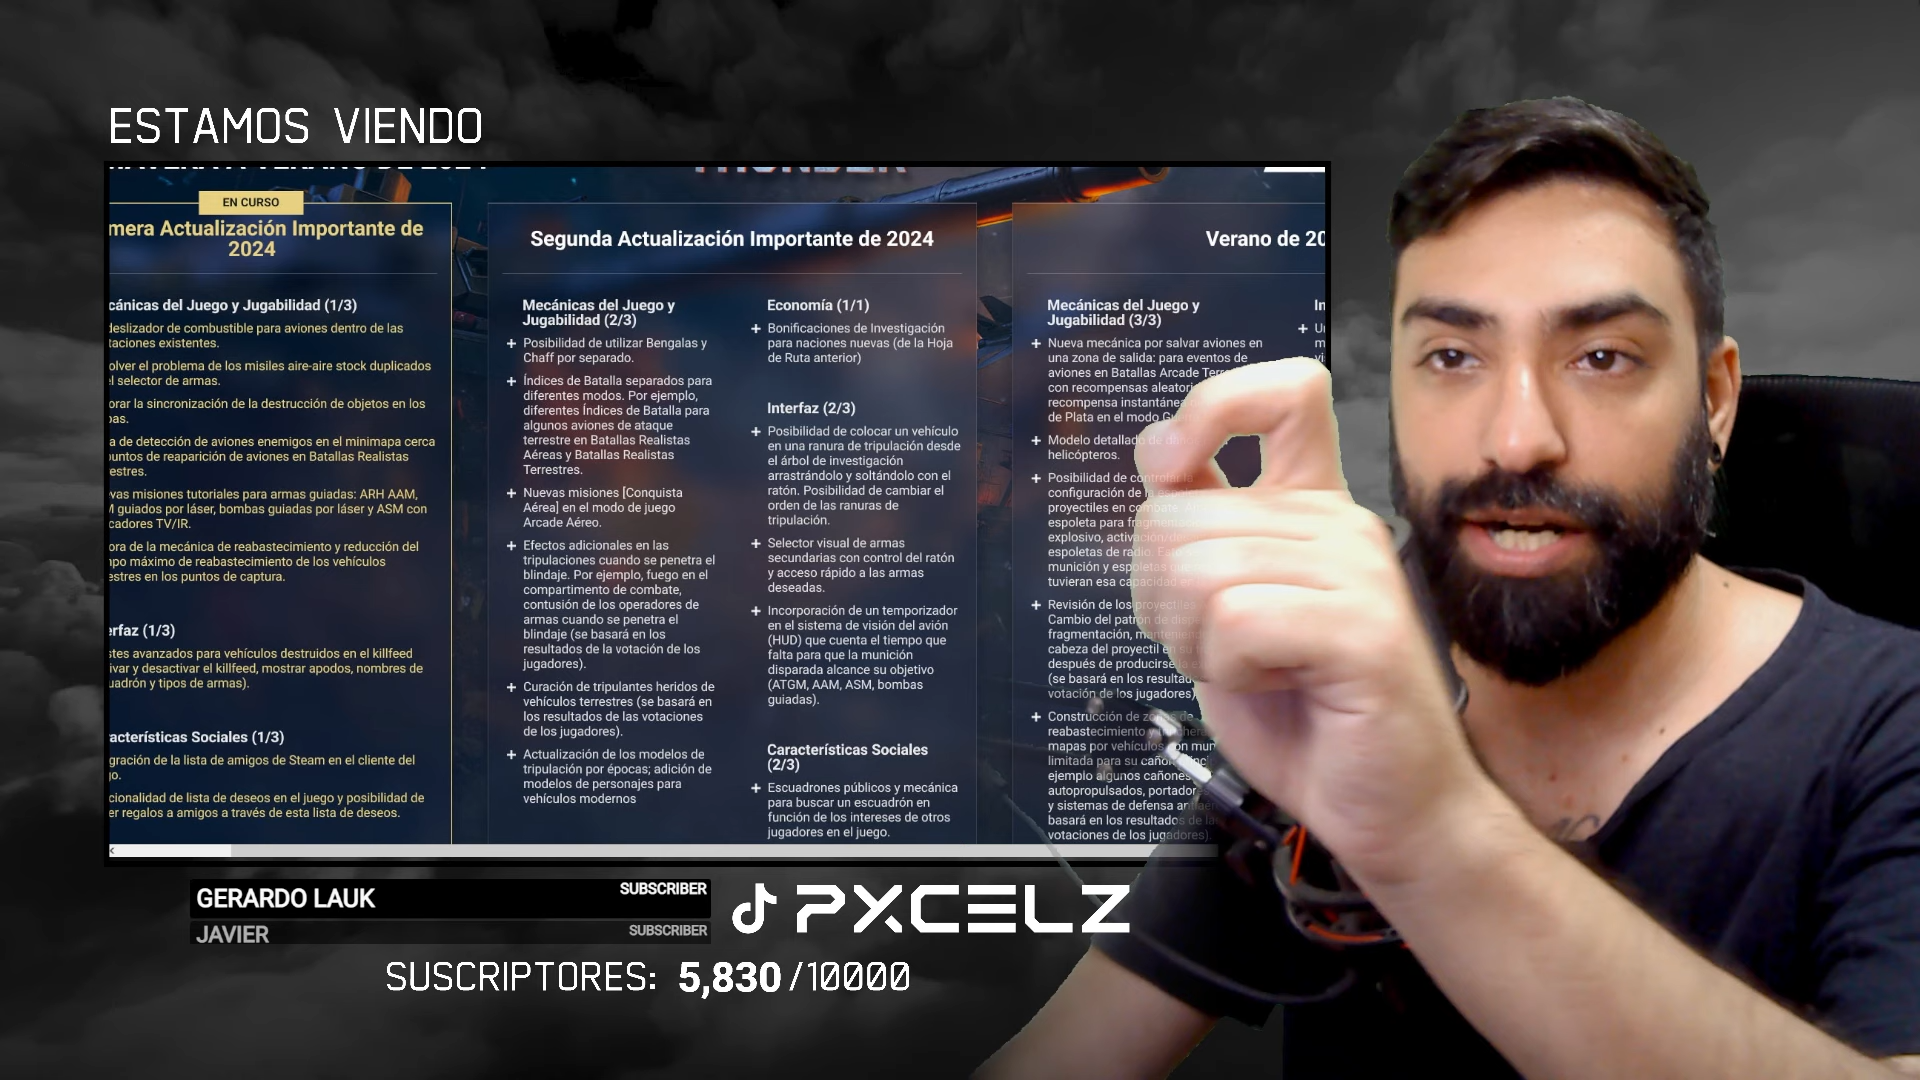 ESTAMOS VIENDO
THUNDER
EN CURSO
mera Actualización Importante de
2024
cánicas del Juego y Jugabilidad (1/3)
deslizador de combustible para aviones dentro de las
taciones existentes.
olver el problema de los misiles aire-aire stock duplicados
el selector de armas.
orar la sincronización de la destrucción de objetos en los
pas.
a de detección de aviones enemigos en el minimapa cerca
puntos de reaparición de aviones en Batallas Realistas
estres.
vas misiones tutoriales para armas guiadas: ARH AAM,
M guiados por láser, bombas guiadas por láser y ASM con
cadores TV/IR.
ora de la mecánica de reabastecimiento y reducción del
mpo máximo de reabastecimiento de los vehículos
estres en los puntos de captura.
erfaz (1/3)
stes avanzados para vehículos destruidos en el killfeed
ivar y desactivar el killfeed, mostrar apodos, nombres de
uadrón y tipos de armas).
racterísticas Sociales (1/3)
gración de la lista de amigos de Steam en el cliente del
go.
cionalidad de lista de deseos en el juego y posibilidad de
er regalos a amigos a través de esta lista de deseos.
Segunda Actualización Importante de 2024
Mecánicas del Juego y
Jugabilidad (2/3)
+ Posibilidad de utilizar Bengalas y
Chaff por separado.
+ Índices de Batalla separados para
diferentes modos. Por ejemplo,
diferentes Índices de Batalla para
algunos aviones de ataque
terrestre en Batallas Realistas
Aéreas y Batallas Realistas
Terrestres.
+ Nuevas misiones [Conquista
Aérea] en el modo de juego
Arcade Aéreo.
+ Efectos adicionales en las
tripulaciones cuando se penetra el
blindaje. Por ejemplo, fuego en el
compartimento de combate,
contusión de los operadores de
armas cuando se penetra el
blindaje (se basará en los
resultados de la votación de los
jugadores).
+ Curación de tripulantes heridos de
vehículos terrestres (se basará en
los resultados de las votaciones
de los jugadores).
+ Actualización de los modelos de
tripulación por épocas; adición de
modelos de personajes para
vehículos modernos
Economía (1/1)
+ Bonificaciones de Investigación
para naciones nuevas (de la Hoja
de Ruta anterior)
Interfaz (2/3)
+ Posibilidad de colocar un vehículo
en una ranura de tripulación desde
el árbol de investigación
arrastrándolo y soltándolo con el
ratón. Posibilidad de cambiar el
orden de las ranuras de
tripulación.
+ Selector visual de armas
secundarias con control del ratón
y acceso rápido a las armas
deseadas.
+ Incorporación de un temporizador
en el sistema de visión del avión
(HUD) que cuenta el tiempo que
falta para que la munición
disparada alcance su objetivo
(ATGM, AAM, ASM, bombas
guiadas).
Características Sociales
(2/3)
+ Escuadrones públicos y mecánica
para buscar un escuadrón en
función de los intereses de otros
jugadores en el juego.
Verano de 20
Mecánicas del Juego y
Jugabilidad (3/3)
+ Nueva mecánica por salvar aviones en
una zona de salida: para eventos de
aviones en Batallas Arcade
con recompensas
recompensa
de Plata en el modo
+ Modelo detallado de
helicópteros.
+ Posibilidad de
configuración de
proyectiles en
espoleta para
explosivo,
espoletas de radio.
munición y espoletas
tuvieran esa capacidad
+ Revisión de los proyectiles
Cambio del patrón de
fragmentación,
cabeza del proyectil en su
después de producirse la
(se basará en los
votación de los jugadores)
+ Construcción de zonas de
reabastecimiento y
mapas por vehículos con
limitada para su
ejemplo algunos cañones
autopropulsados,
y sistemas de defensa
basará en los resultados de
votaciones de los jugadores).
In
+ Un
m
GERARDO LAUK SUBSCRIBER
JAVIER SUBSCRIBER
PXCELZ
SUSCRIPTORES: 5,830/10000